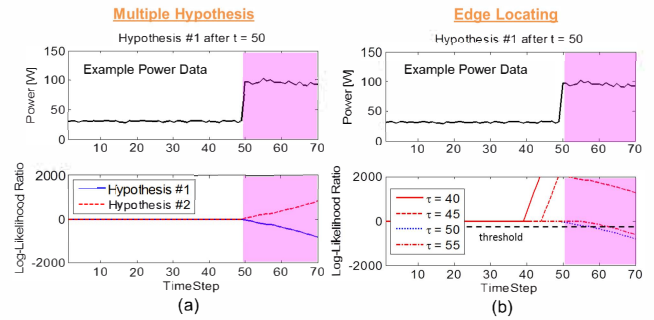 Multiple Hypothesis
Edge Locating
Hypothesis #1 after t = 50
Power [W]
150
100
50
0
Example Power Data
10 20 30 40 50 60 70
Log-Likelihood Ratio
2000
0
-2000
Hypothesis #1
Hypothesis #2
10 20 30 40 50 60 70
TimeStep
(a)
Hypothesis #1 after t = 50
Power [W]
150
100
50
0
Example Power Data
10 20 30 40 50 60 70
Log-Likelihood Ratio
2000
0
2000
τ = 40
τ = 45
τ = 50
τ = 55
threshold
10 20 30 40 50 60 70
TimeStep
(b)